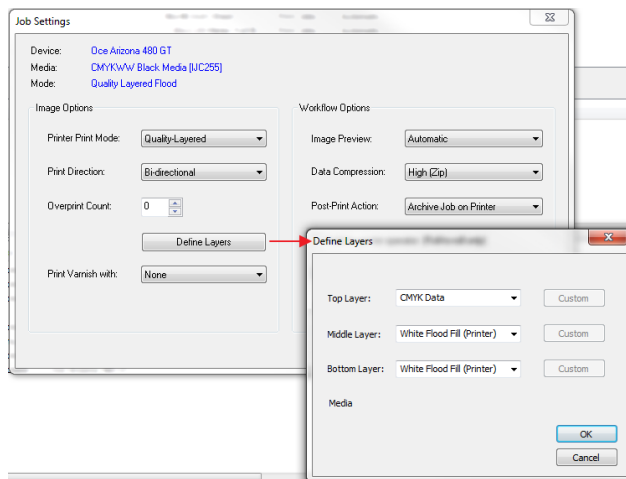 Job Settings
Device: Oce Arizona 480 GT
Media: CMYKWW Black Media [IJC255]
Mode: Quality Layered Flood
Image Options
Printer Print Mode: Quality-Layered
Print Direction: Bi-directional
Overprint Count: 0
Define Layers
Print Varnish with: None
Workflow Options
Image Preview: Automatic
Data Compression: High (Zip)
Post-Print Action: Archive Job on Printer
Define Layers
Top Layer: CMYK Data Custom
Middle Layer: White Flood Fill (Printer) Custom
Bottom Layer: White Flood Fill (Printer) Custom
Media
OK
Cancel